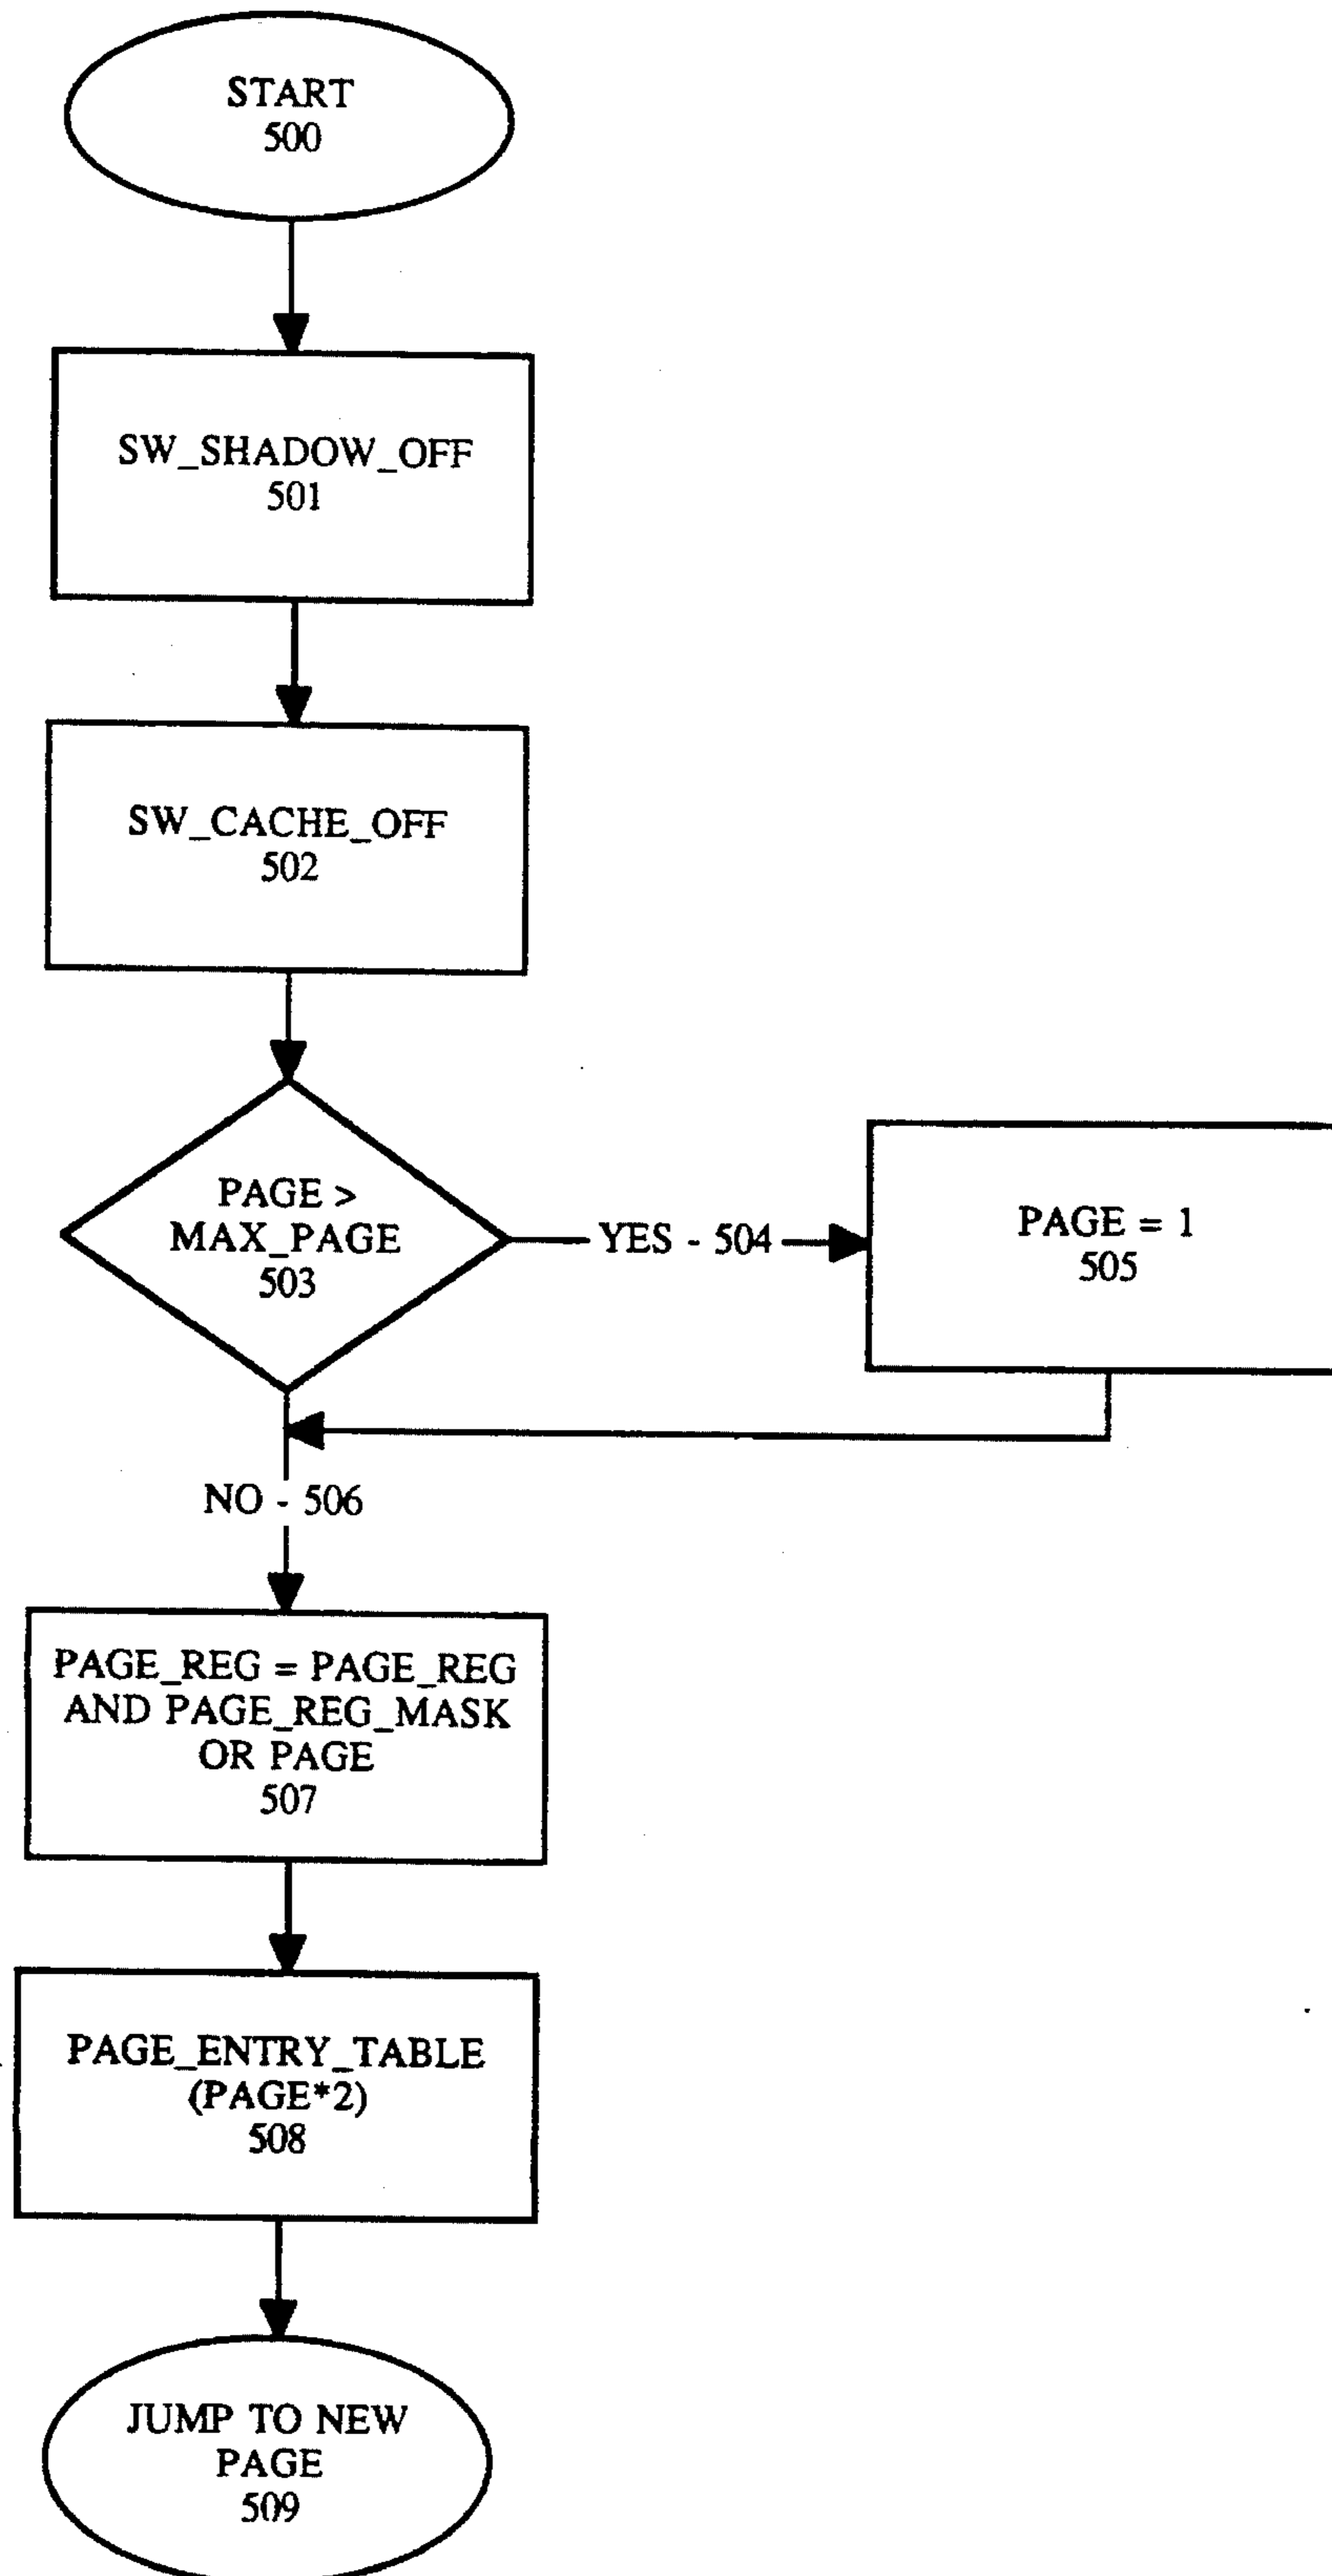 START
500
SW_SHADOW_OFF
501
SW_CACHE_OFF
502
PAGE >
MAX_PAGE
503
YES - 504
PAGE = 1
505
NO - 506
PAGE_REG = PAGE_REG
AND PAGE_REG_MASK
OR PAGE
507
PAGE_ENTRY_TABLE
(PAGE*2)
508
JUMP TO NEW
PAGE
509